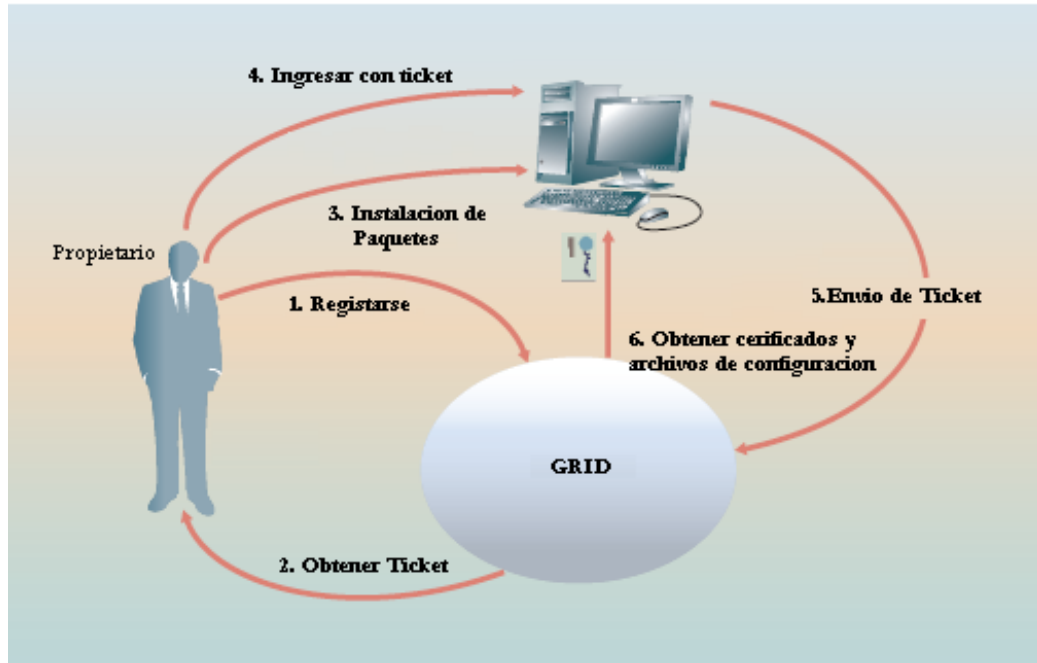 4. Ingresar con ticket
3. Instalacion de
Paquetes
Propietario
1. Registarse
5.Envio de Ticket
6. Obtener cerificados y
archivos de configuracion
GRID
2. Obtener Ticket